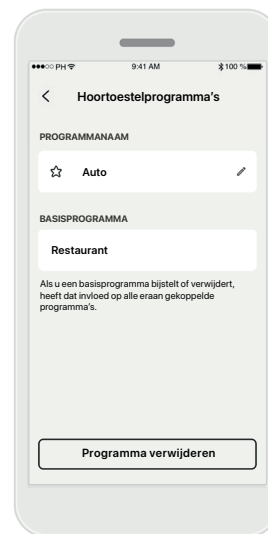 PH 9:41 AM 100 %
Hoortoestelprogramma's
PROGRAMMANAAM
Auto
BASISPROGRAMMA
Restaurant
Als u een basisprogramma bijstelt of verwijdert,
heeft dat invloed op alle eraan gekoppelde
programma's.
Programma verwijderen